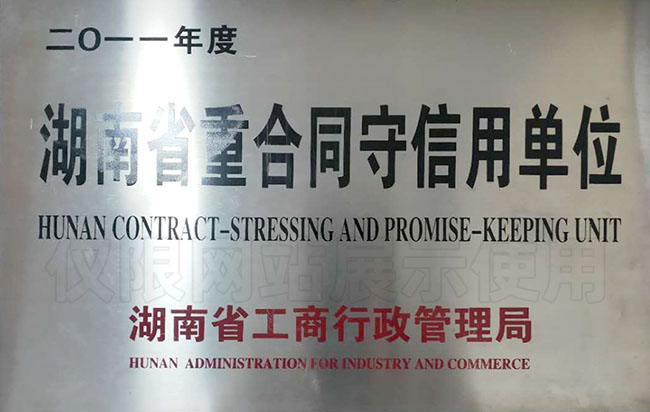 二〇一一年度
湖南省重合同守信用单位
HUNAN CONTRACT-STRESSING AND PROMISE-KEEPING UNIT
仅限网站展示使用
湖南省工商行政管理局
HUNAN ADMINISTRATION FOR INDUSTRY AND COMMERCE